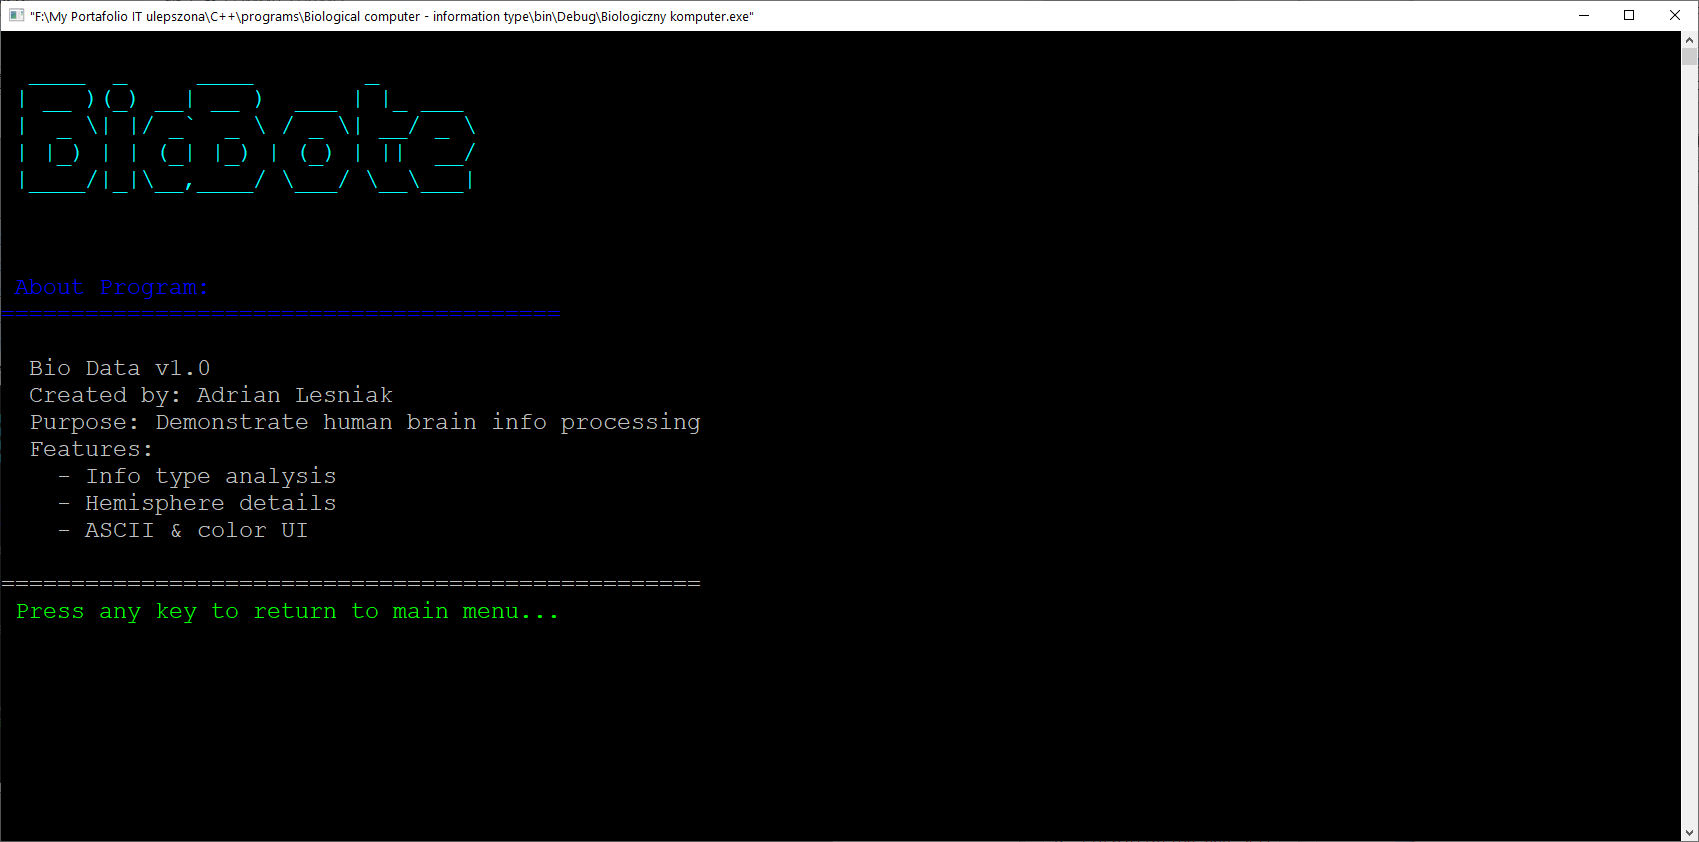 "F:\My Portafolio IT ulepszona\C++\programs\Biological computer - information type\bin\Debug\Biologiczny komputer.exe"
About Program:
========================================
Bio Data v1.0
Created by: Adrian Lesniak
Purpose: Demonstrate human brain info processing
Features:
- Info type analysis
- Hemisphere details
- ASCII & color UI
==================================================
Press any key to return to main menu...